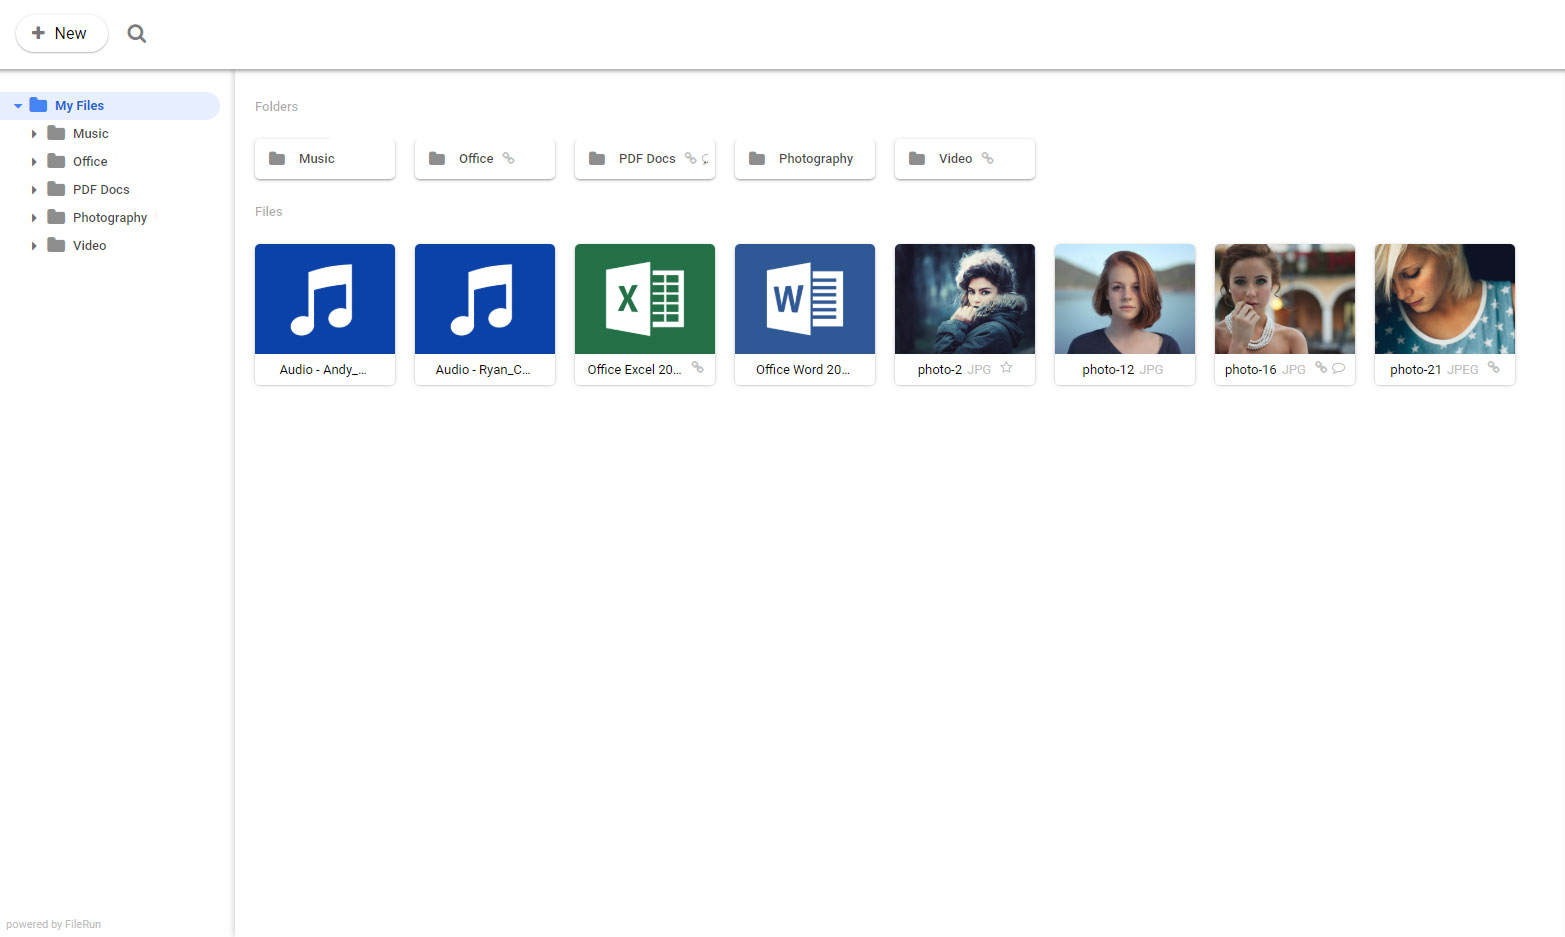 New
My Files
Music
Office
PDF Docs
Photography
Video
Folders
Music
Office
PDF Docs
Photography
Video
Files
X
W
Audio - Andy_...
Audio - Ryan_C...
Office Excel 20...
Office Word 20...
photo-2 JPG
photo-12 JPG
photo-16 JPG
photo-21 JPEG
powered by FileRun